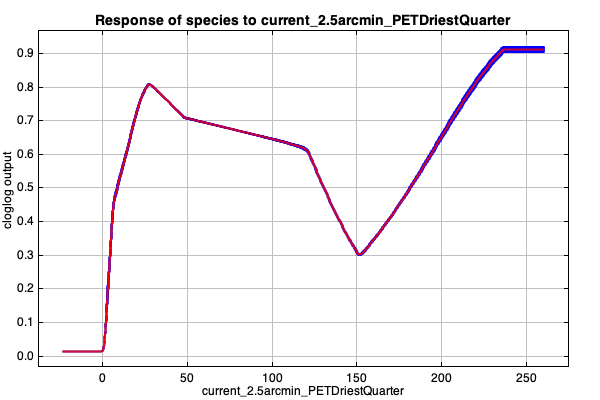 Response of species to current_2.5arcmin_PETDriestQuarter
cloglog output
0.9
0.8
0.7
0.6
0.5
0.4
0.3
0.2
0.1
0.0
0 50 100 150 200 250
current_2.5arcmin_PETDriestQuarter